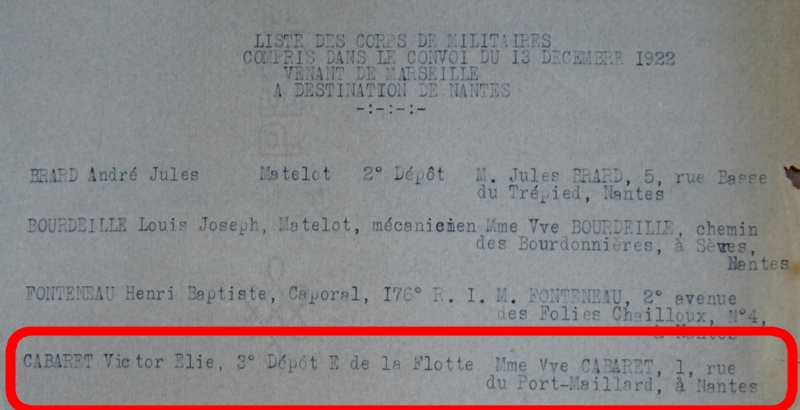 LISTE DES CORPS DE MILITAIRES
COMPRIS DANS LE CONVOI DU 13 DECEMBRE 1922
VENANT DE MARSEILLE
A DESTINATION DE NANTES
-:-:-:-
BRARD André Jules Matelot 2° Dépôt M. Jules BRARD, 5, rue Basse
du Trépied, Nantes
BOURDEILLE Louis Joseph, Matelot, mécanicien Mme Vve BOURDEILLE, chemin
des Bourdonnières, à Sèvres,
Nantes
FONTENEAU Henri Baptiste, Caporal, I76° R. I. M. FONTENEAU, 2° avenue
des Folies Chailloux, N°4,
à Nantes
CABARET Victor Elie, 3° Dépôt E de la Flotte Mme Vve CABARET, 1, rue
du Port-Maillard, à Nantes